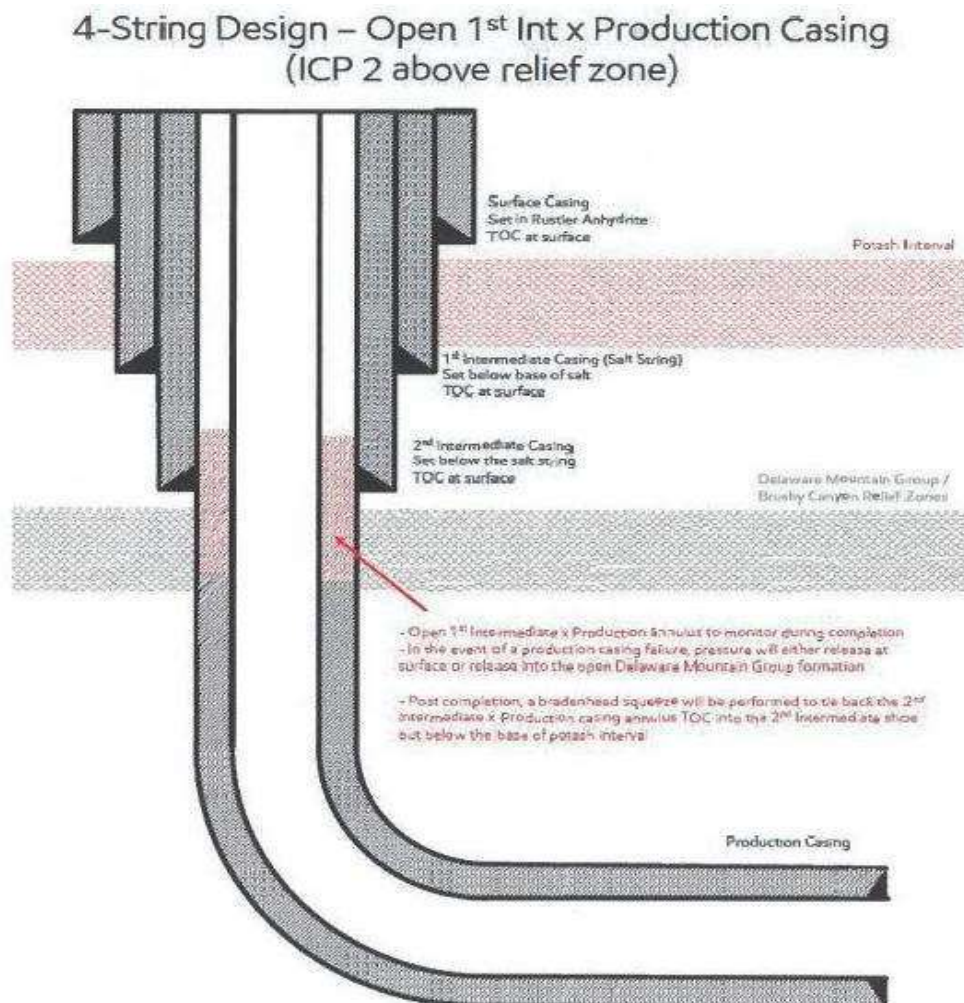 4-String Design – Open 1st Int x Production Casing
(ICP 2 above relief zone)
Surface Casing
Set in Rustler Anhydrite
TOC at surface
Potash Interval
1st Intermediate Casing (Salt String)
Set below base of salt
TOC at surface
2nd Intermediate Casing
Set below the salt string
TOC at surface
Delaware Mountain Group /
Brushy Canyon Relief Zones
- Open 1st Intermediate x Production annulus to monitor during completion
- In the event of a production casing failure, pressure will either release at
surface or release into the open Delaware Mountain Group formation
- Post completion, a bradenhead squeeze will be performed to tie back the 2nd
Intermediate x Production casing annulus TOC into the 2nd Intermediate shoe
but below the base of potash interval
Production Casing